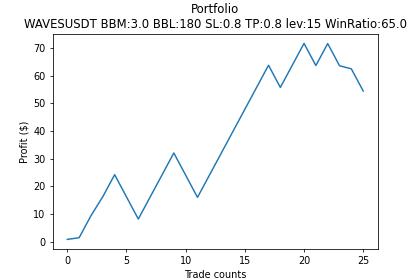 Portfolio
WAVESUSDT BBM:3.0 BBL:180 SL:0.8 TP:0.8 lev:15 WinRatio:65.0
70
60
50
40
30
20
10
0
Profit ($)
0 5 10 15 20 25
Trade counts